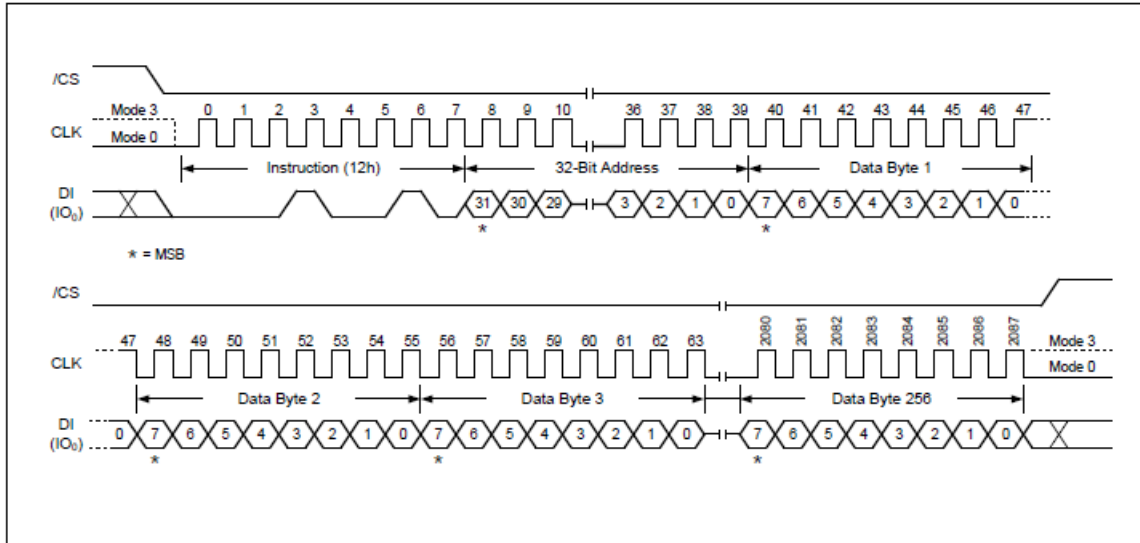 /CS
Mode 3 0 1 2 3 4 5 6 7 8 9 10 36 37 38 39 40 41 42 43 44 45 46 47
CLK Mode 0
Instruction (12h) 32-Bit Address Data Byte 1
DI
(IO₀) 31 30 29 3 2 1 0 7 6 5 4 3 2 1 0
* *
* = MSB
/CS
47 48 49 50 51 52 53 54 55 56 57 58 59 60 61 62 63 2080 2081 2082 2083 2084 2085 2086 2087 Mode 3
CLK Mode 0
Data Byte 2 Data Byte 3 Data Byte 256
DI
(IO₀) 0 7 6 5 4 3 2 1 0 7 6 5 4 3 2 1 0 7 6 5 4 3 2 1 0
* * *